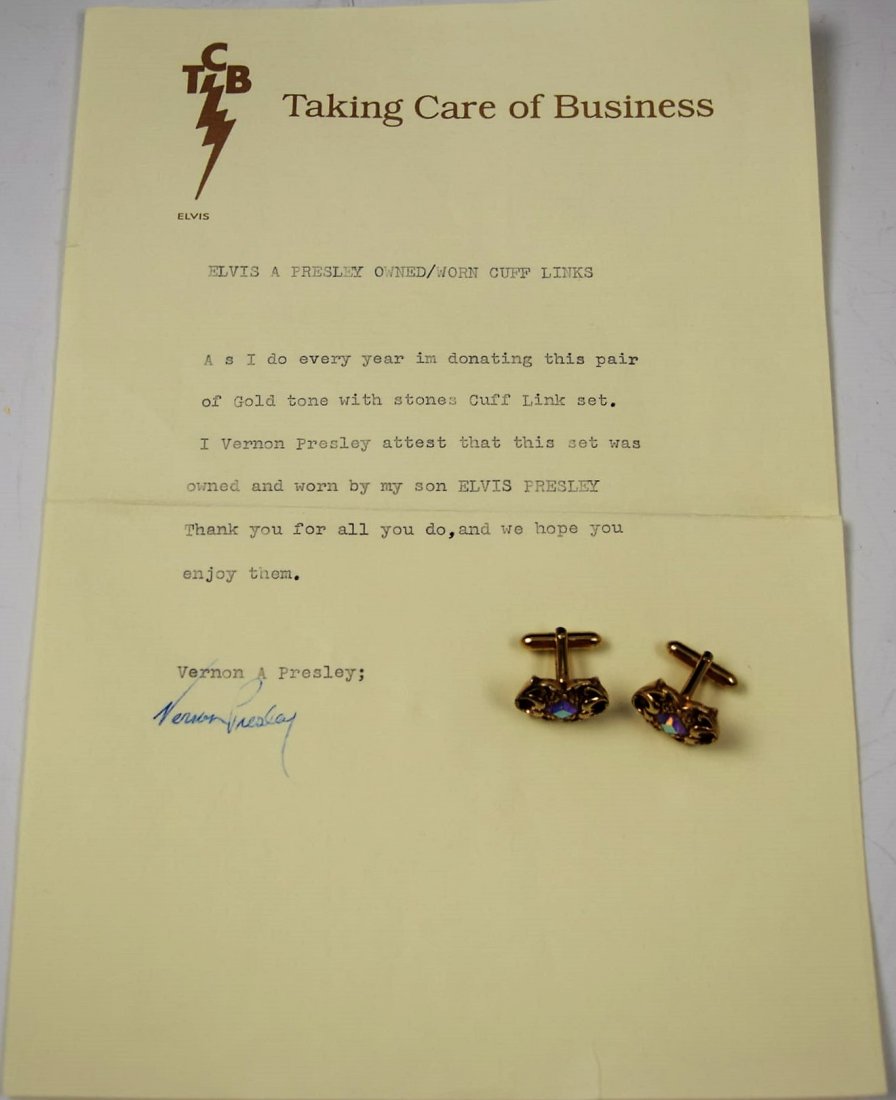 TCB
Taking Care of Business
ELVIS
ELVIS A PRESLEY OWNED/WORN CUFF LINKS
A s I do every year im donating this pair
of Gold tone with stones Cuff Link set.
I Vernon Presley attest that this set was
owned and worn by my son ELVIS PRESLEY
Thank you for all you do,and we hope you
enjoy them.
Vernon A Presley;
Vernon Presley